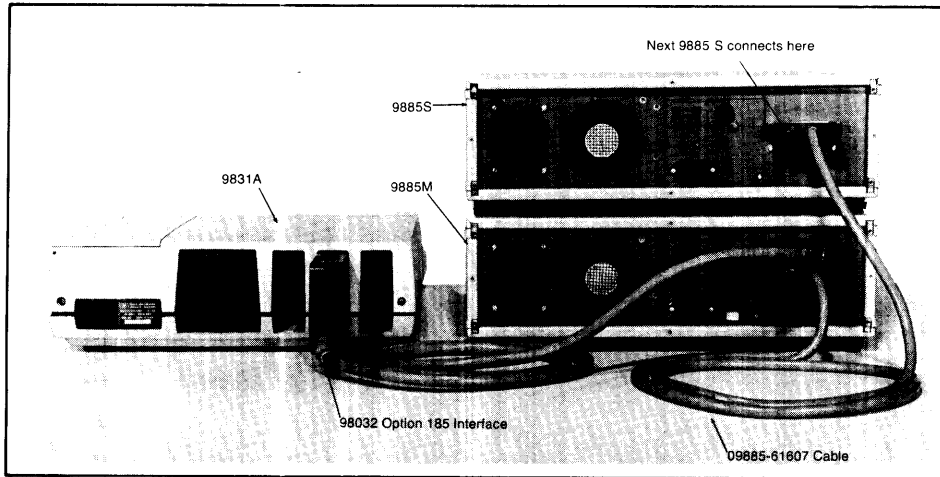 Next 9885 S connects here
9885S
9831A
9885M
98032 Option 185 Interface
09885-61607 Cable